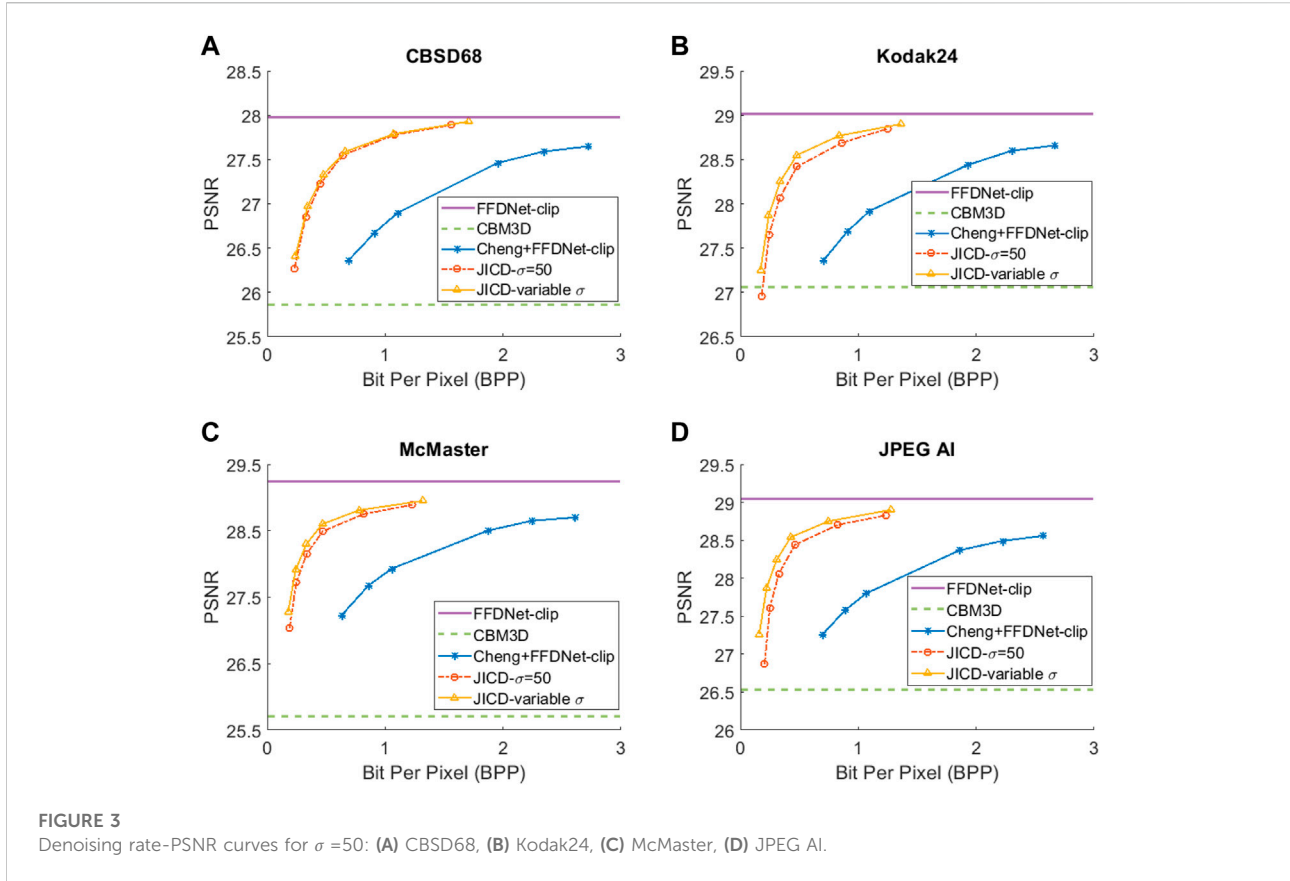 A
CBSD68
28.5
28
27.5
27
26.5
26
25.5
PSNR
0
1
2
3
Bit Per Pixel (BPP)
FFDNet-clip
CBM3D
Cheng+FFDNet-clip
JICD-σ=50
JICD-variable σ
B
Kodak24
29.5
29
28.5
28
27.5
27
26.5
PSNR
0
1
2
3
Bit Per Pixel (BPP)
FFDNet-clip
CBM3D
Cheng+FFDNet-clip
JICD-σ=50
JICD-variable σ
C
McMaster
29.5
28.5
27.5
26.5
25.5
PSNR
0
1
2
3
Bit Per Pixel (BPP)
FFDNet-clip
CBM3D
Cheng+FFDNet-clip
JICD-σ=50
JICD-variable σ
D
JPEG AI
29.5
29
28.5
28
27.5
27
26.5
26
PSNR
0
1
2
3
Bit Per Pixel (BPP)
FFDNet-clip
CBM3D
Cheng+FFDNet-clip
JICD-σ=50
JICD-variable σ
FIGURE 3
Denoising rate-PSNR curves for σ =50: (A) CBSD68, (B) Kodak24, (C) McMaster, (D) JPEG AI.